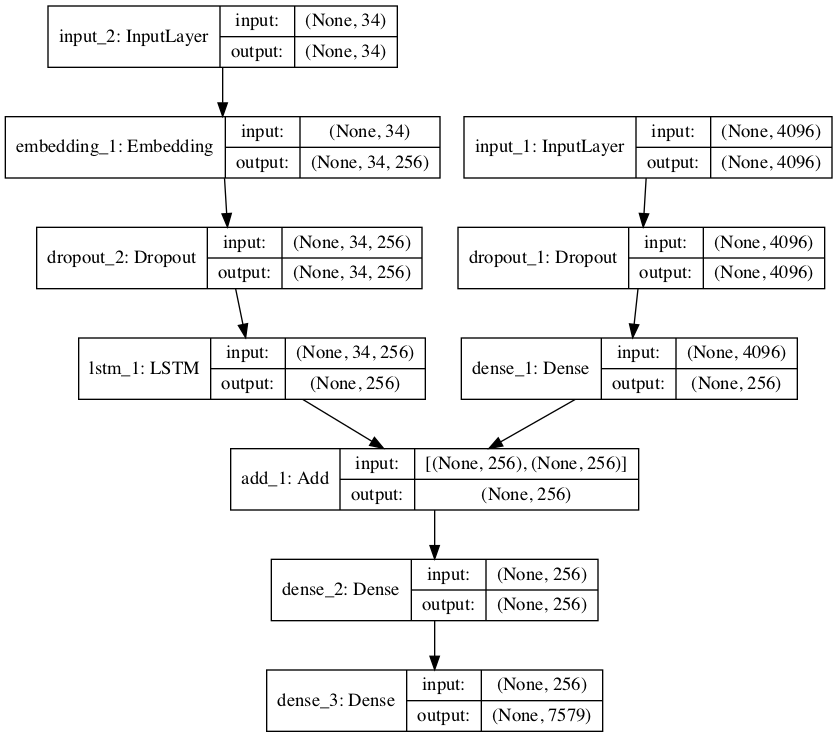 input_2: InputLayer
input: (None, 34)
output: (None, 34)
embedding_1: Embedding
input: (None, 34)
output: (None, 34, 256)
input_1: InputLayer
input: (None, 4096)
output: (None, 4096)
dropout_2: Dropout
input: (None, 34, 256)
output: (None, 34, 256)
dropout_1: Dropout
input: (None, 4096)
output: (None, 4096)
lstm_1: LSTM
input: (None, 34, 256)
output: (None, 256)
dense_1: Dense
input: (None, 4096)
output: (None, 256)
add_1: Add
input: [(None, 256), (None, 256)]
output: (None, 256)
dense_2: Dense
input: (None, 256)
output: (None, 256)
dense_3: Dense
input: (None, 256)
output: (None, 7579)